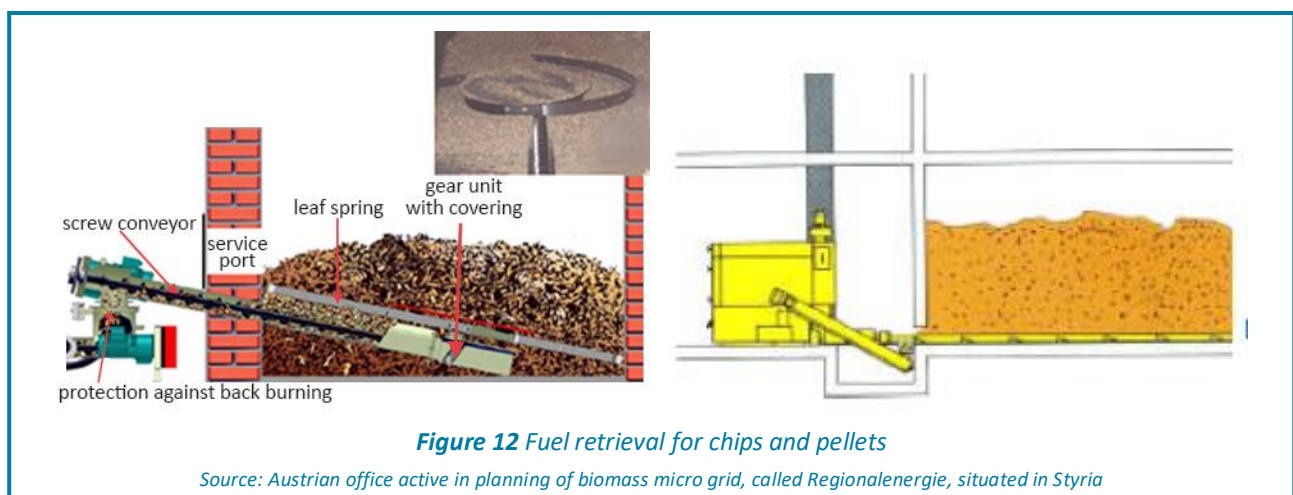 gear unit
with covering
leaf spring
screw conveyor
service
port
protection against back burning
Figure 12 Fuel retrieval for chips and pellets
Source: Austrian office active in planning of biomass micro grid, called Regionalenergie, situated in Styria